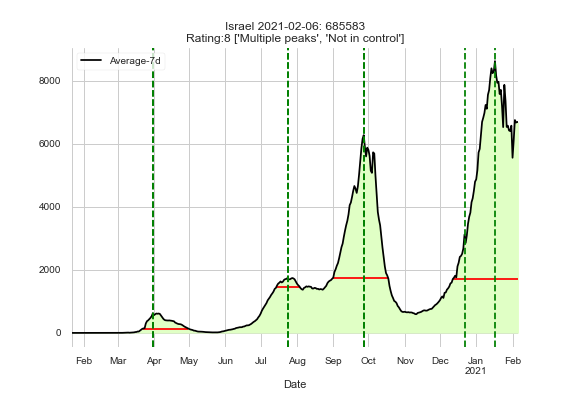 Israel 2021-02-06: 685583
Rating:8 ['Multiple peaks', 'Not in control']
Average-7d
8000
6000
4000
2000
0
Feb Mar Apr May Jun Jul Aug Sep Oct Nov Dec Jan Feb
2021
Date